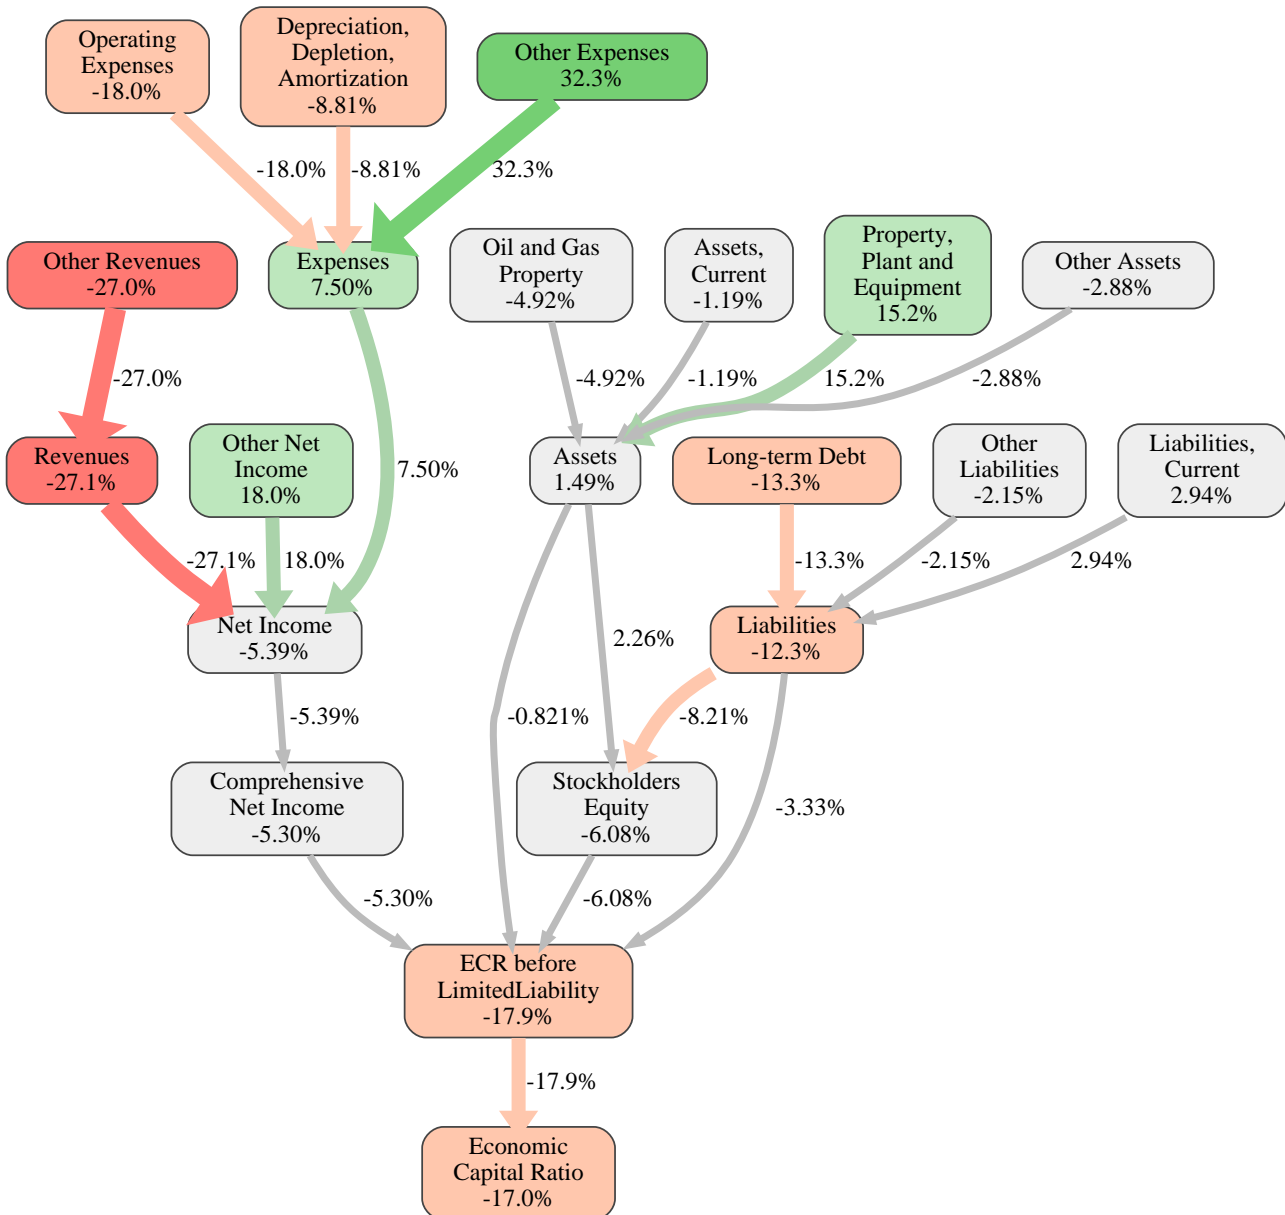 Operating
Expenses
-18.0%
Depreciation,
Depletion,
Amortization
-8.81%
Other Expenses
32.3%
-18.0%
-8.81%
32.3%
Other Revenues
-27.0%
Expenses
7.50%
Oil and Gas
Property
-4.92%
Assets,
Current
-1.19%
Property,
Plant and
Equipment
15.2%
Other Assets
-2.88%
-27.0%
-4.92%
-1.19%
15.2%
-2.88%
Revenues
-27.1%
Other Net
Income
18.0%
7.50%
Assets
1.49%
Long-term Debt
-13.3%
Other
Liabilities
-2.15%
Liabilities,
Current
2.94%
-27.1%
18.0%
-13.3%
-2.15%
2.94%
Net Income
-5.39%
2.26%
Liabilities
-12.3%
-5.39%
-0.821%
-8.21%
Comprehensive
Net Income
-5.30%
Stockholders
Equity
-6.08%
-3.33%
-5.30%
-6.08%
ECR before
LimitedLiability
-17.9%
-17.9%
Economic
Capital Ratio
-17.0%